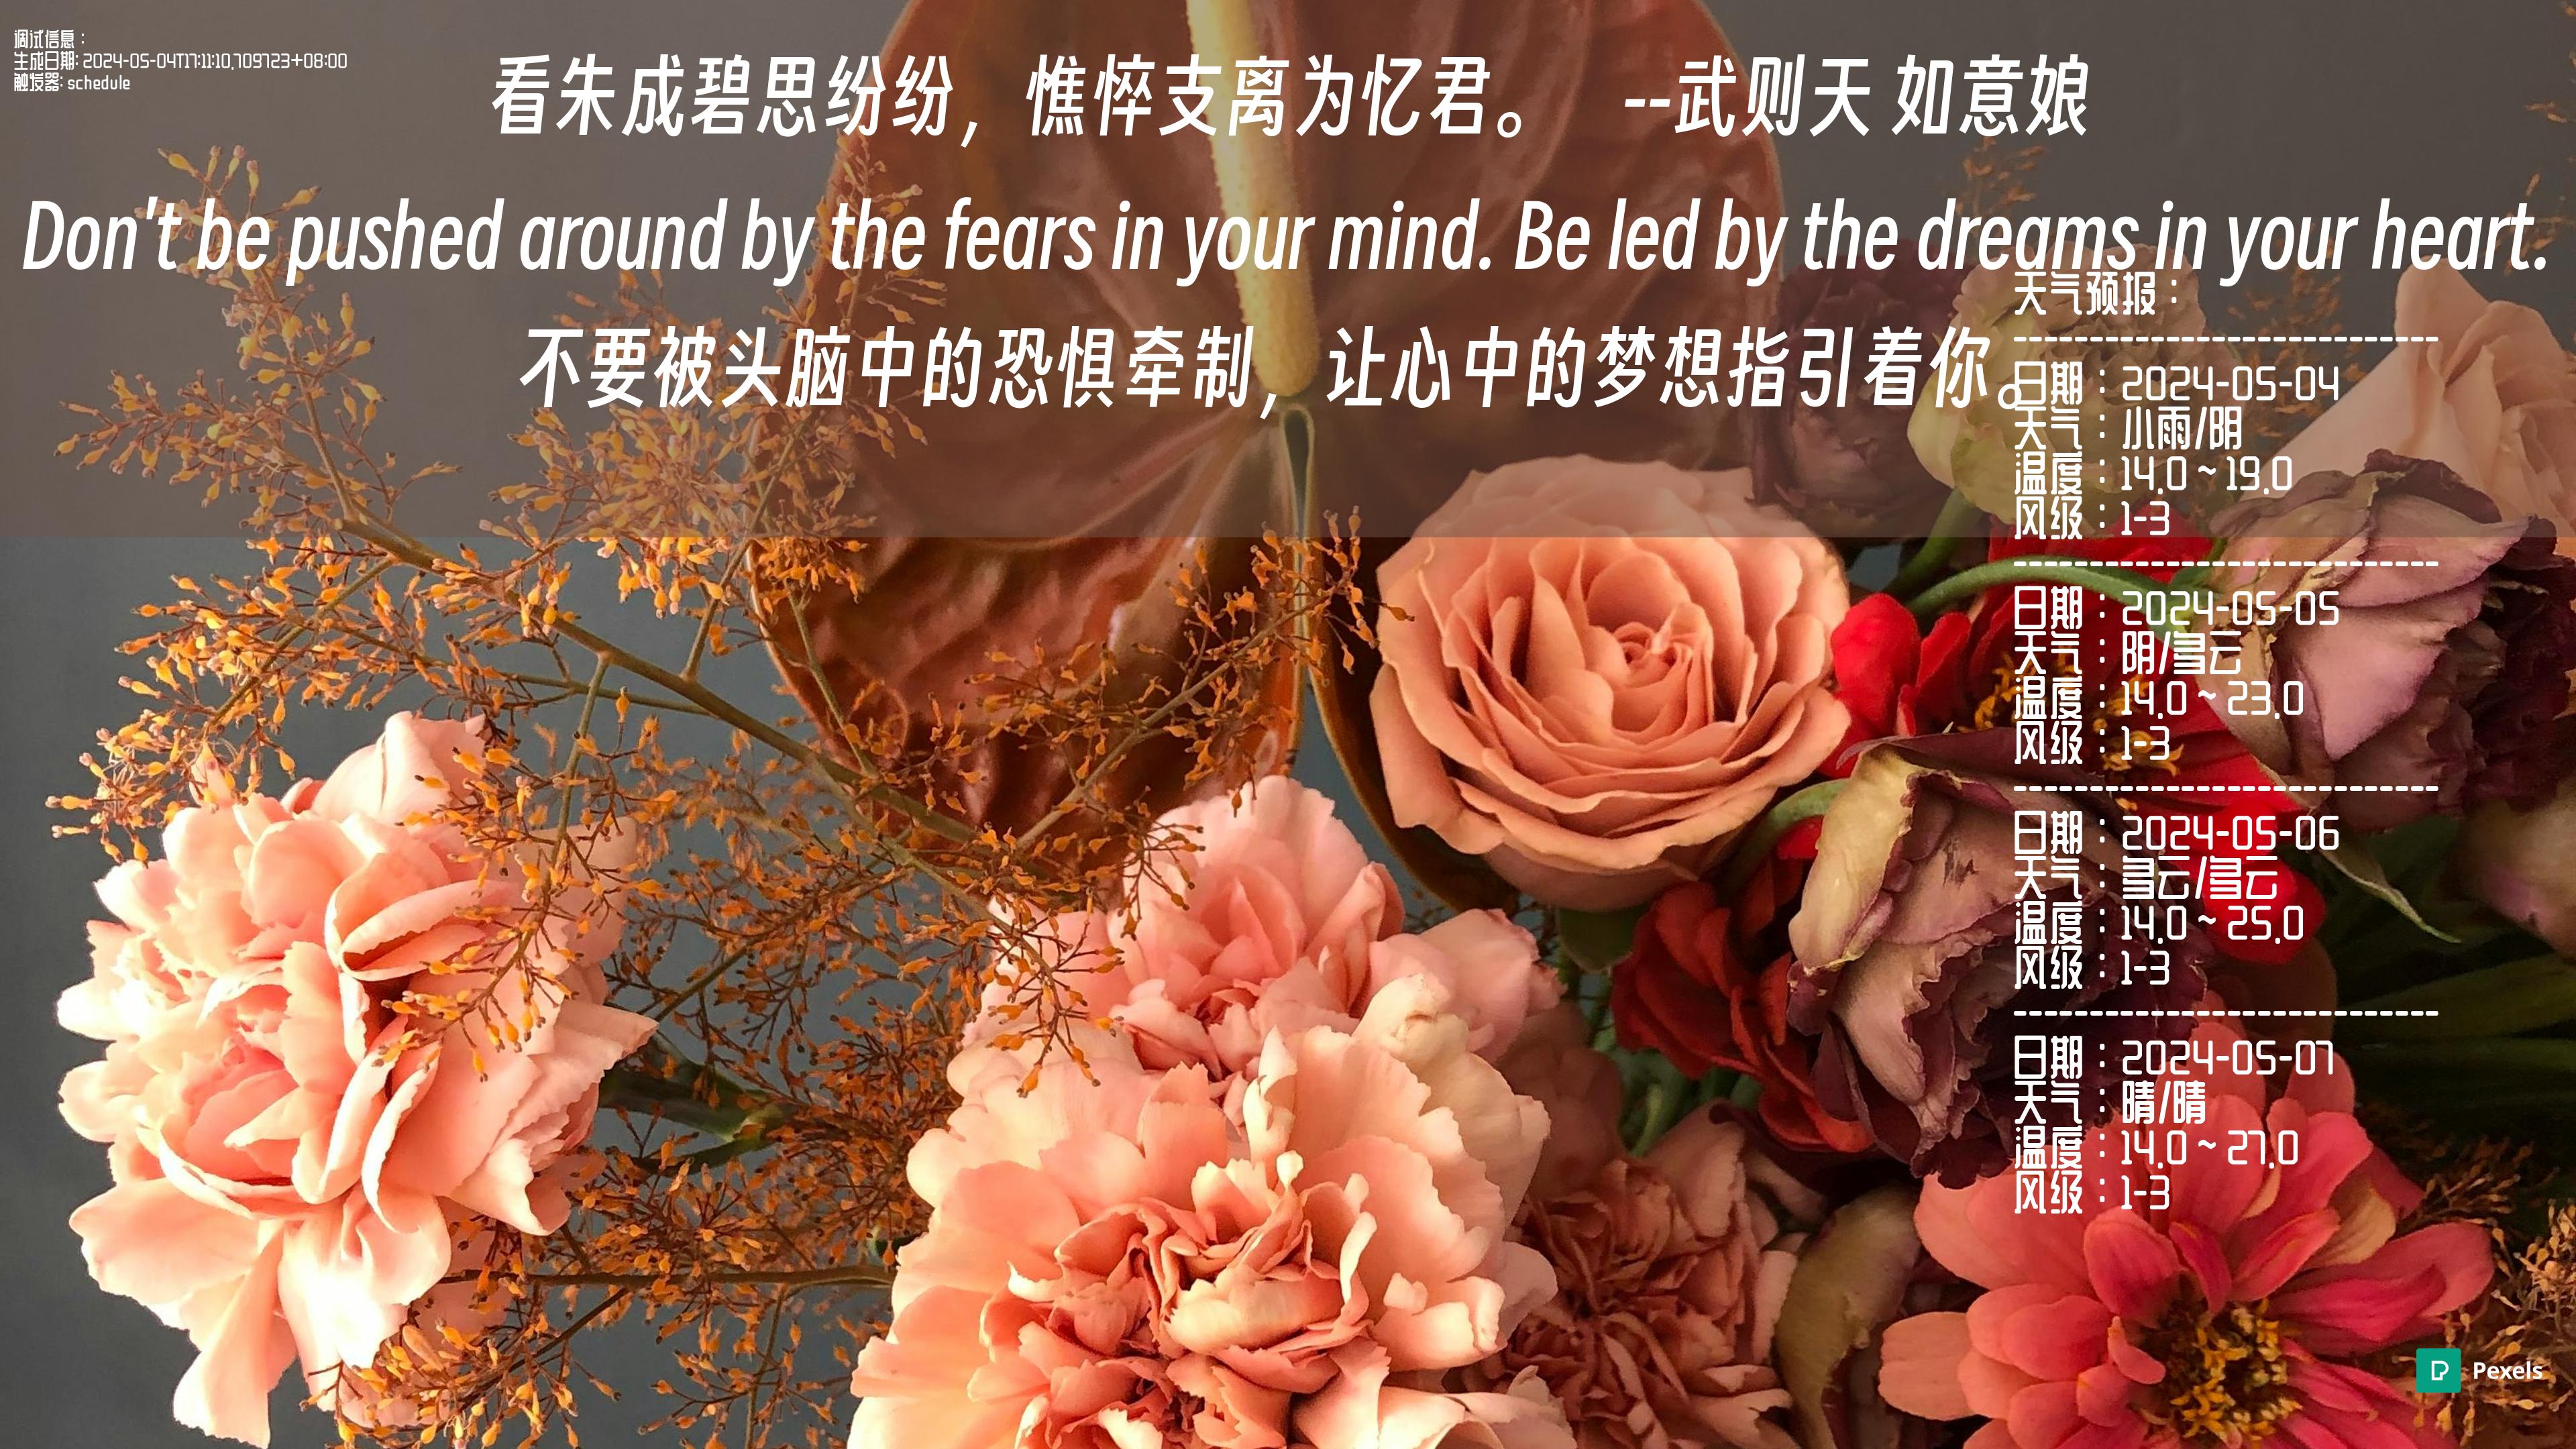 调试信息：
生成日期: 2024-05-04T17:11:10.709723+08:00
触发器: schedule
看朱成碧思纷纷，憔悴支离为忆君。 --武则天 如意娘
Don't be pushed around by the fears in your mind. Be led by the dreams in your heart.
不要被头脑中的恐惧牵制，让心中的梦想指引着你。
天气预报：
----------------------------
日期：2024-05-04
天气：小雨/阴
温度：14.0 ~ 19.0
风级：1-3
----------------------------
日期：2024-05-05
天气：阴/多云
温度：14.0 ~ 23.0
风级：1-3
----------------------------
日期：2024-05-06
天气：多云/多云
温度：14.0 ~ 25.0
风级：1-3
----------------------------
日期：2024-05-07
天气：晴/晴
温度：14.0 ~ 27.0
风级：1-3
Pexels